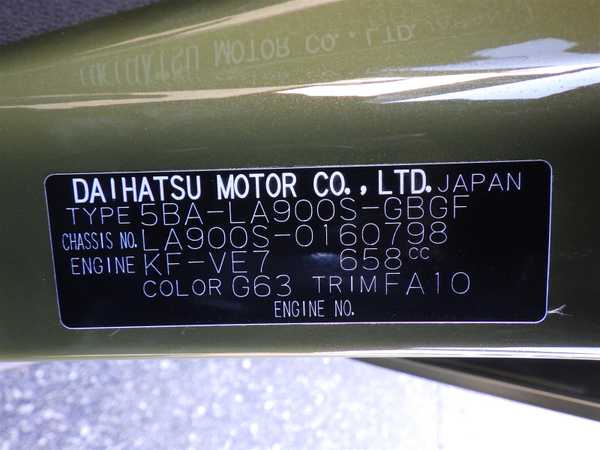 DAIHATSU MOTOR CO., LTD. JAPAN
TYPE 5BA-LA900S-GBGF
CHASSIS NO. LA900S-0160798
ENGINE KF-VE7 658CC
COLOR G63 TRIM FA10
ENGINE NO.